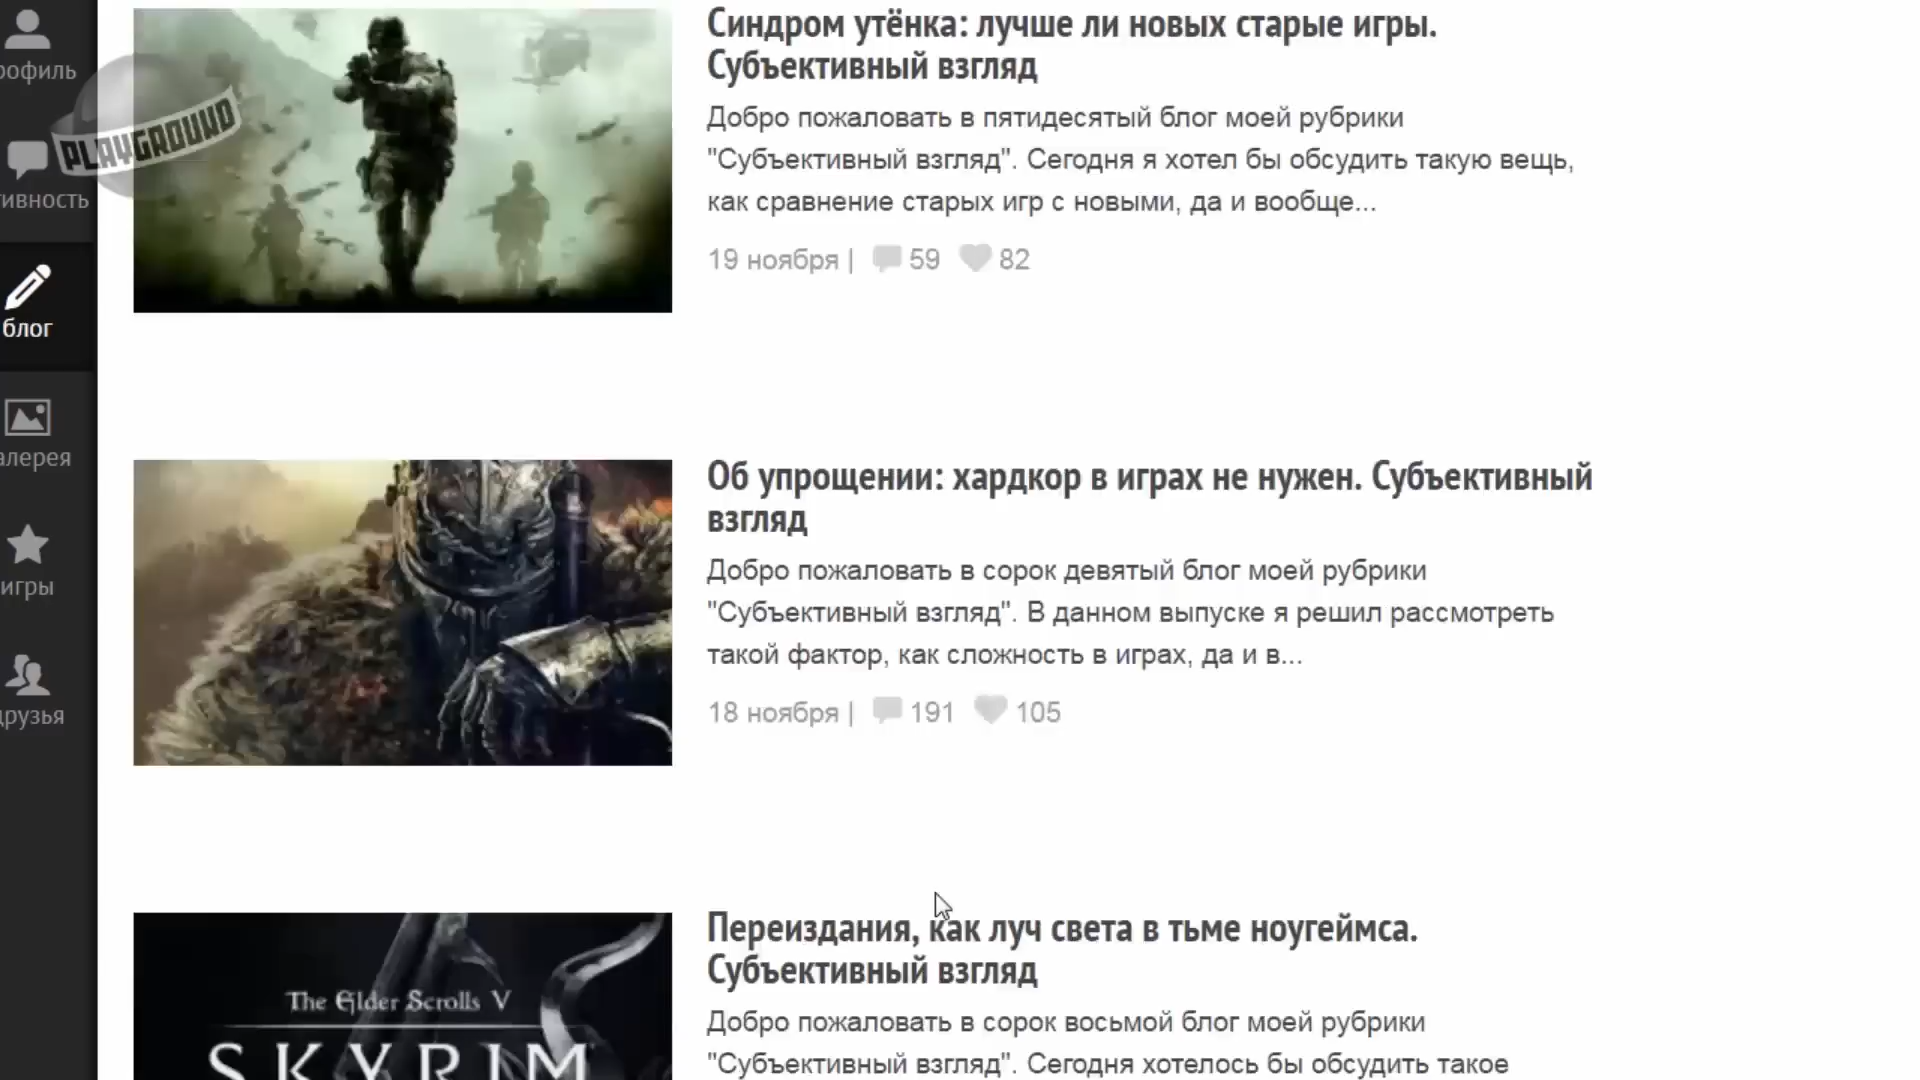 рофиль
PLAYGROUND
тивность
блог
алерея
игры
друзья
Синдром утёнка: лучше ли новых старые игры.
Субъективный взгляд
Добро пожаловать в пятидесятый блог моей рубрики
"Субъективный взгляд". Сегодня я хотел бы обсудить такую вещь,
как сравнение старых игр с новыми, да и вообще...
19 ноября | 59 82
Об упрощении: хардкор в играх не нужен. Субъективный
взгляд
Добро пожаловать в сорок девятый блог моей рубрики
"Субъективный взгляд". В данном выпуске я решил рассмотреть
такой фактор, как сложность в играх, да и в...
18 ноября | 191 105
The Elder Scrolls V
SKYRIM
Переиздания, как луч света в тьме ноугеймса.
Субъективный взгляд
Добро пожаловать в сорок восьмой блог моей рубрики
"Субъективный взгляд". Сегодня хотелось бы обсудить такое